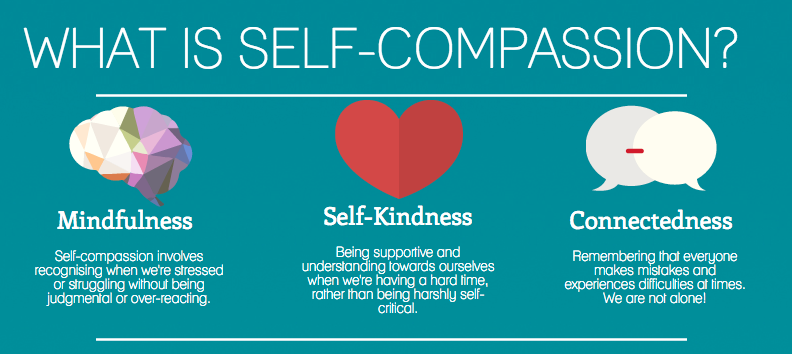 WHAT IS SELF-COMPASSION?
Mindfulness
Self-compassion involves
recognising when we're stressed
or struggling without being
judgmental or over-reacting.
Self-Kindness
Being supportive and
understanding towards ourselves
when we're having a hard time,
rather than being harshly self-
critical.
Connectedness
Remembering that everyone
makes mistakes and
experiences difficulties at times.
We are not alone!